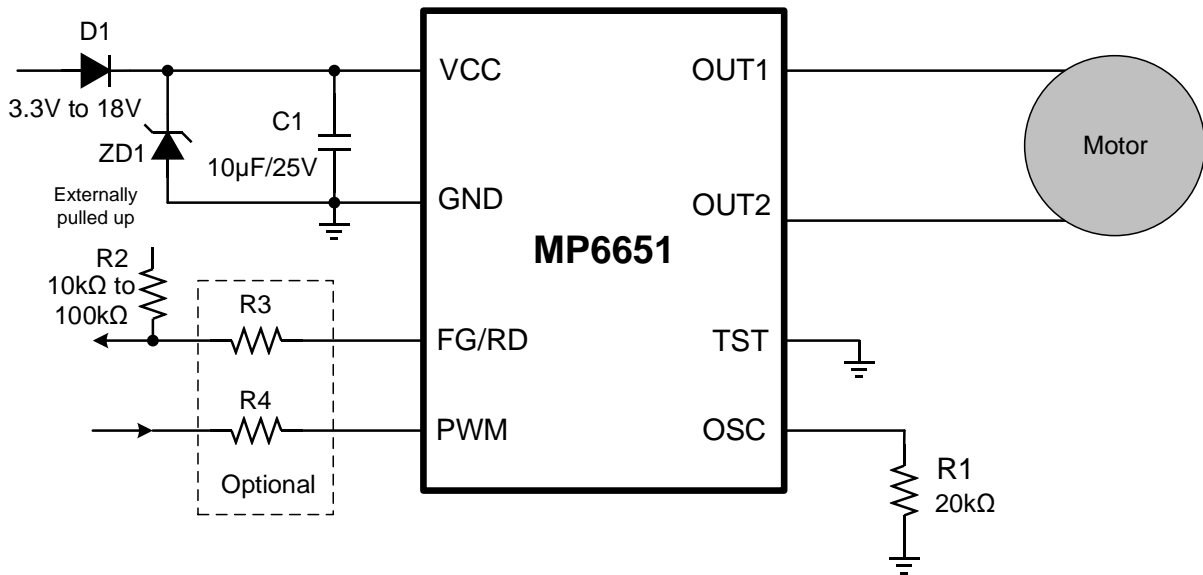 D1
3.3V to 18V
ZD1
C1
10µF/25V
Externally
pulled up
R2
10kΩ to
100kΩ
R3
R4
Optional
VCC
GND
FG/RD
PWM
MP6651
OUT1
OUT2
TST
OSC
Motor
R1
20kΩ